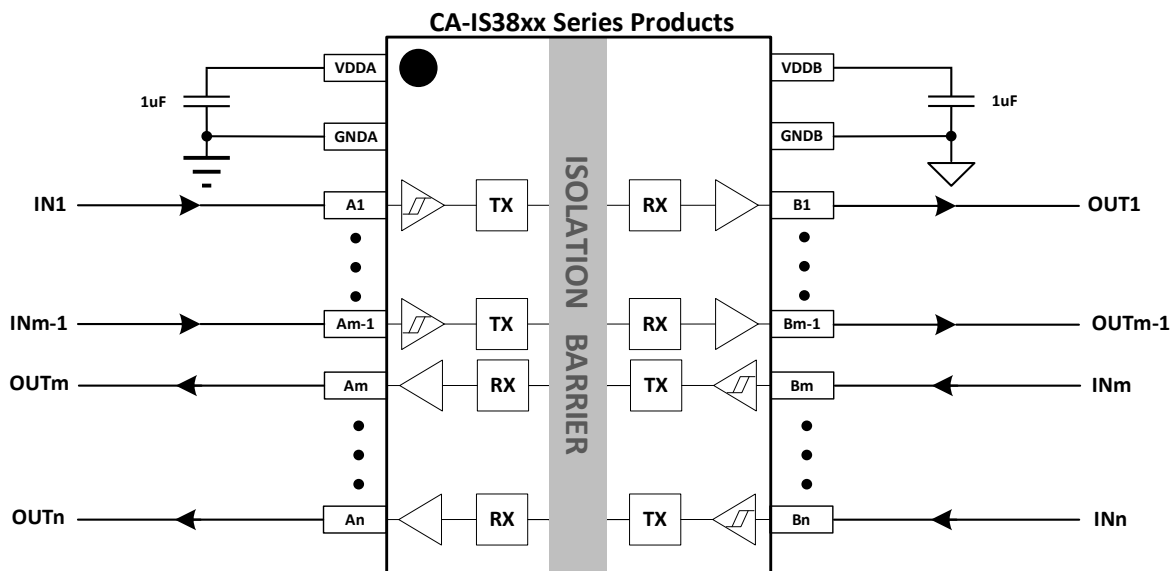 CA-IS38xx Series Products
VDDA
VDDB
1uF
1uF
GNDA
GNDB
ISOLATION BARRIER
IN1
A1
TX
RX
B1
OUT1
INm-1
Am-1
TX
RX
Bm-1
OUTm-1
OUTm
Am
RX
TX
Bm
INm
OUTn
An
RX
TX
Bn
INn